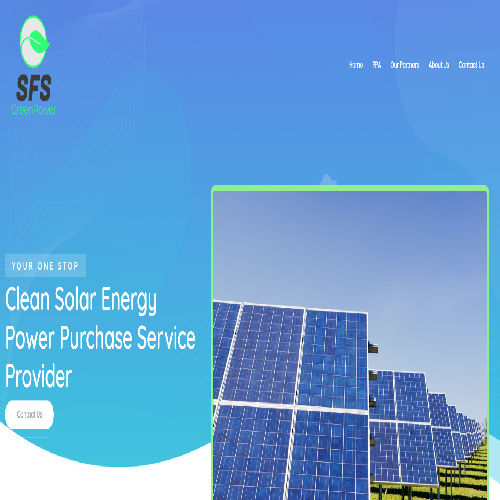 SFS
GreenPower
Home PPA Our Partners About Us Contact Us
YOUR ONE STOP
Clean Solar Energy
Power Purchase Service
Provider
Contact Us